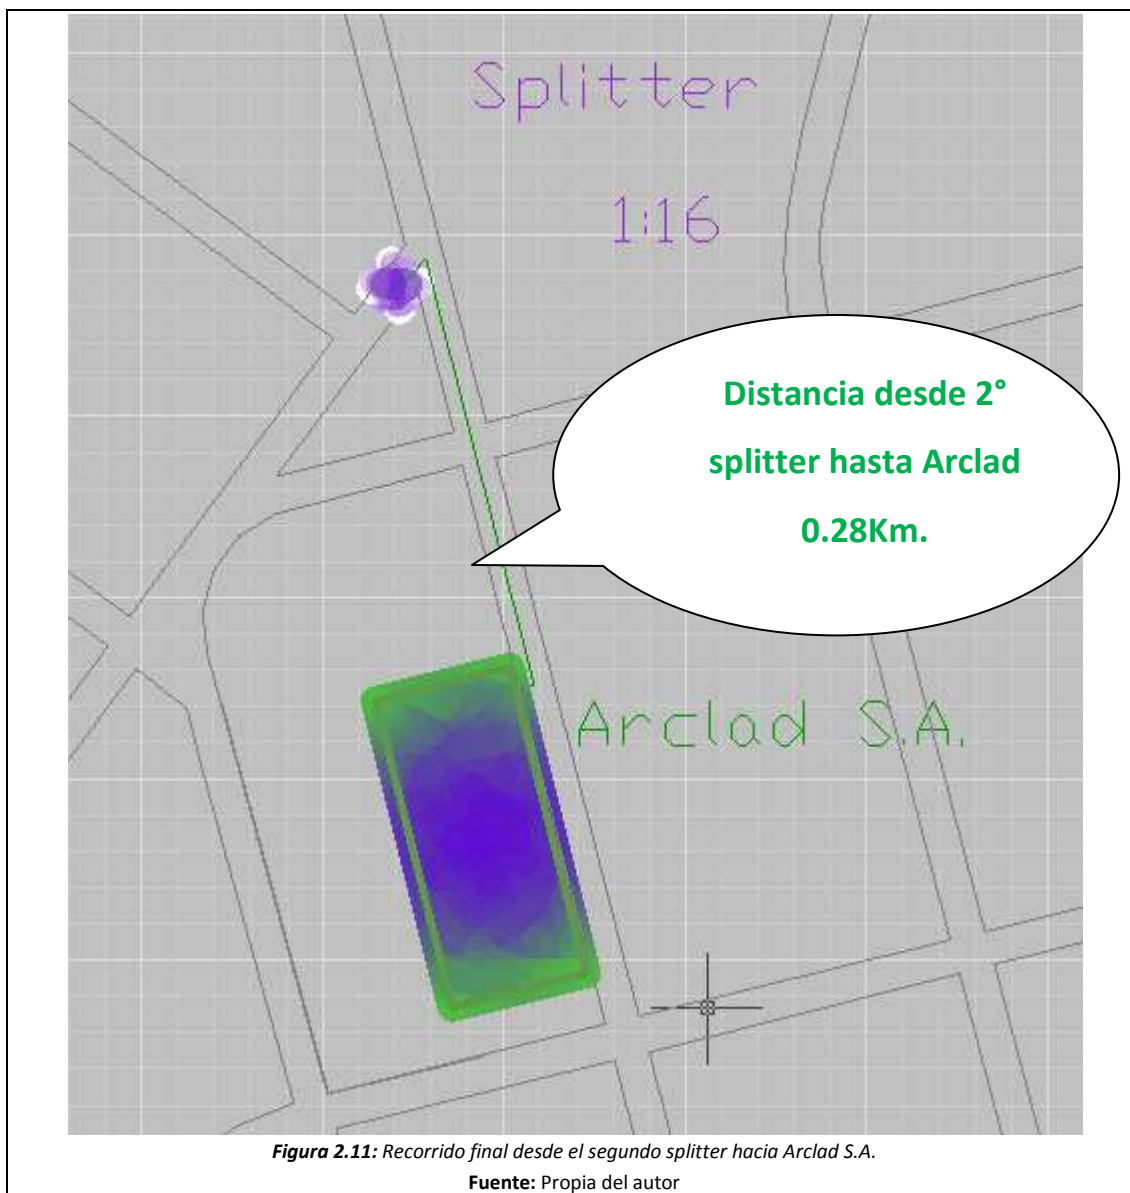 Splitter
1:16
Distancia desde 2°
splitter hasta Arclad
0.28Km.
Arclad S.A.
Figura 2.11: Recorrido final desde el segundo splitter hacia Arclad S.A.
Fuente: Propia del autor